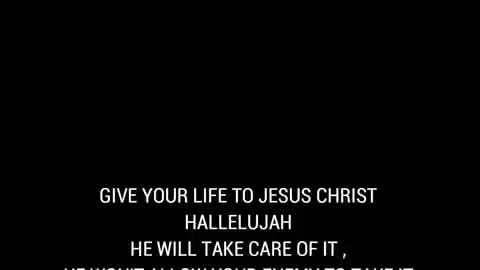 GIVE YOUR LIFE TO JESUS CHRIST
HALLELUJAH
HE WILL TAKE CARE OF IT ,
HE WON'T ALLOW YOUR ENEMY TO TAKE IT